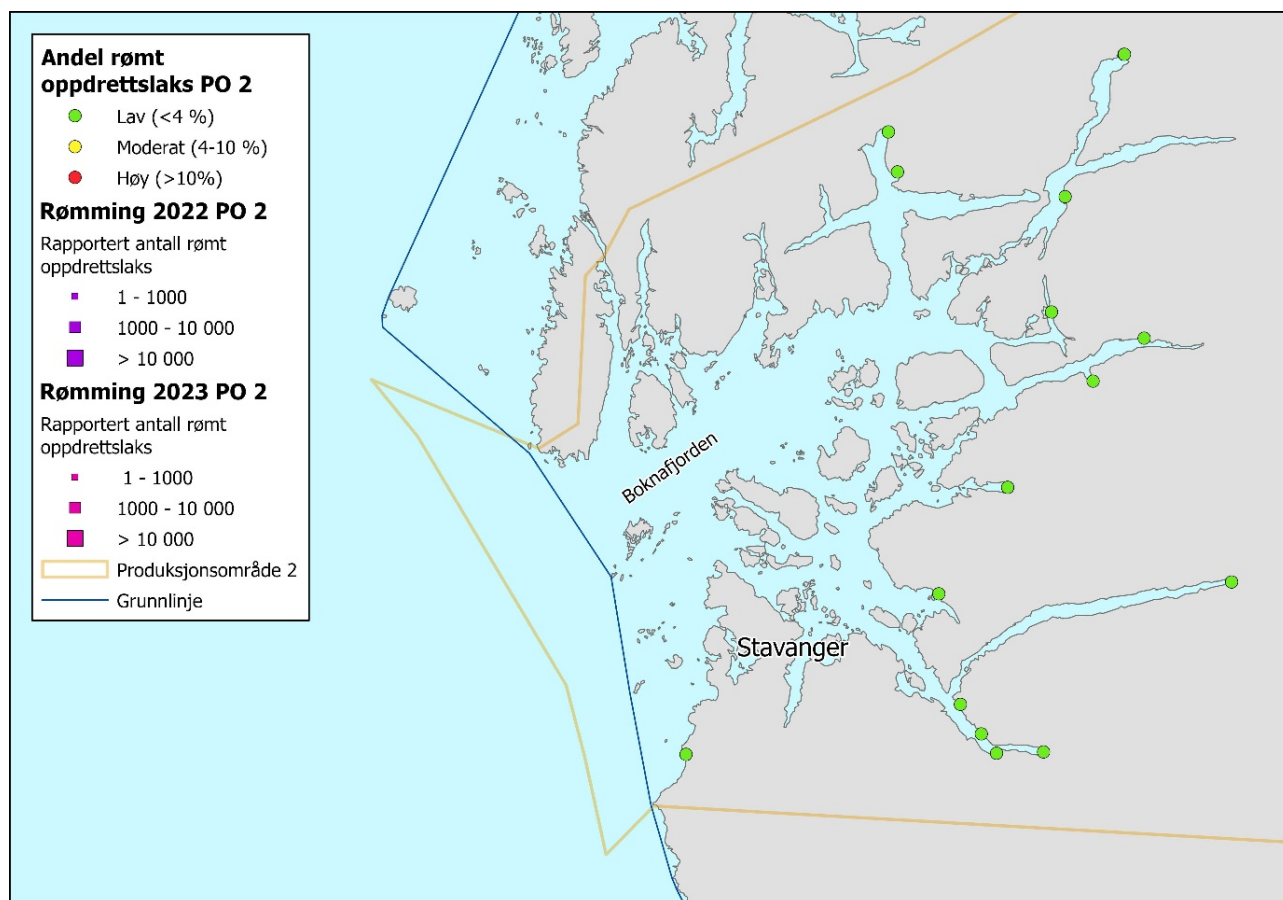 Andel rømt
oppdrettslaks PO 2
Lav (<4 %)
Moderat (4-10 %)
Høy (>10%)
Rømming 2022 PO 2
Rapportert antall rømt
oppdrettslaks
1 - 1000
1000 - 10 000
> 10 000
Rømming 2023 PO 2
Rapportert antall rømt
oppdrettslaks
1 - 1000
1000 - 10 000
> 10 000
Produksjonsområde 2
Grunnlinje
Boknafjorden
Stavanger